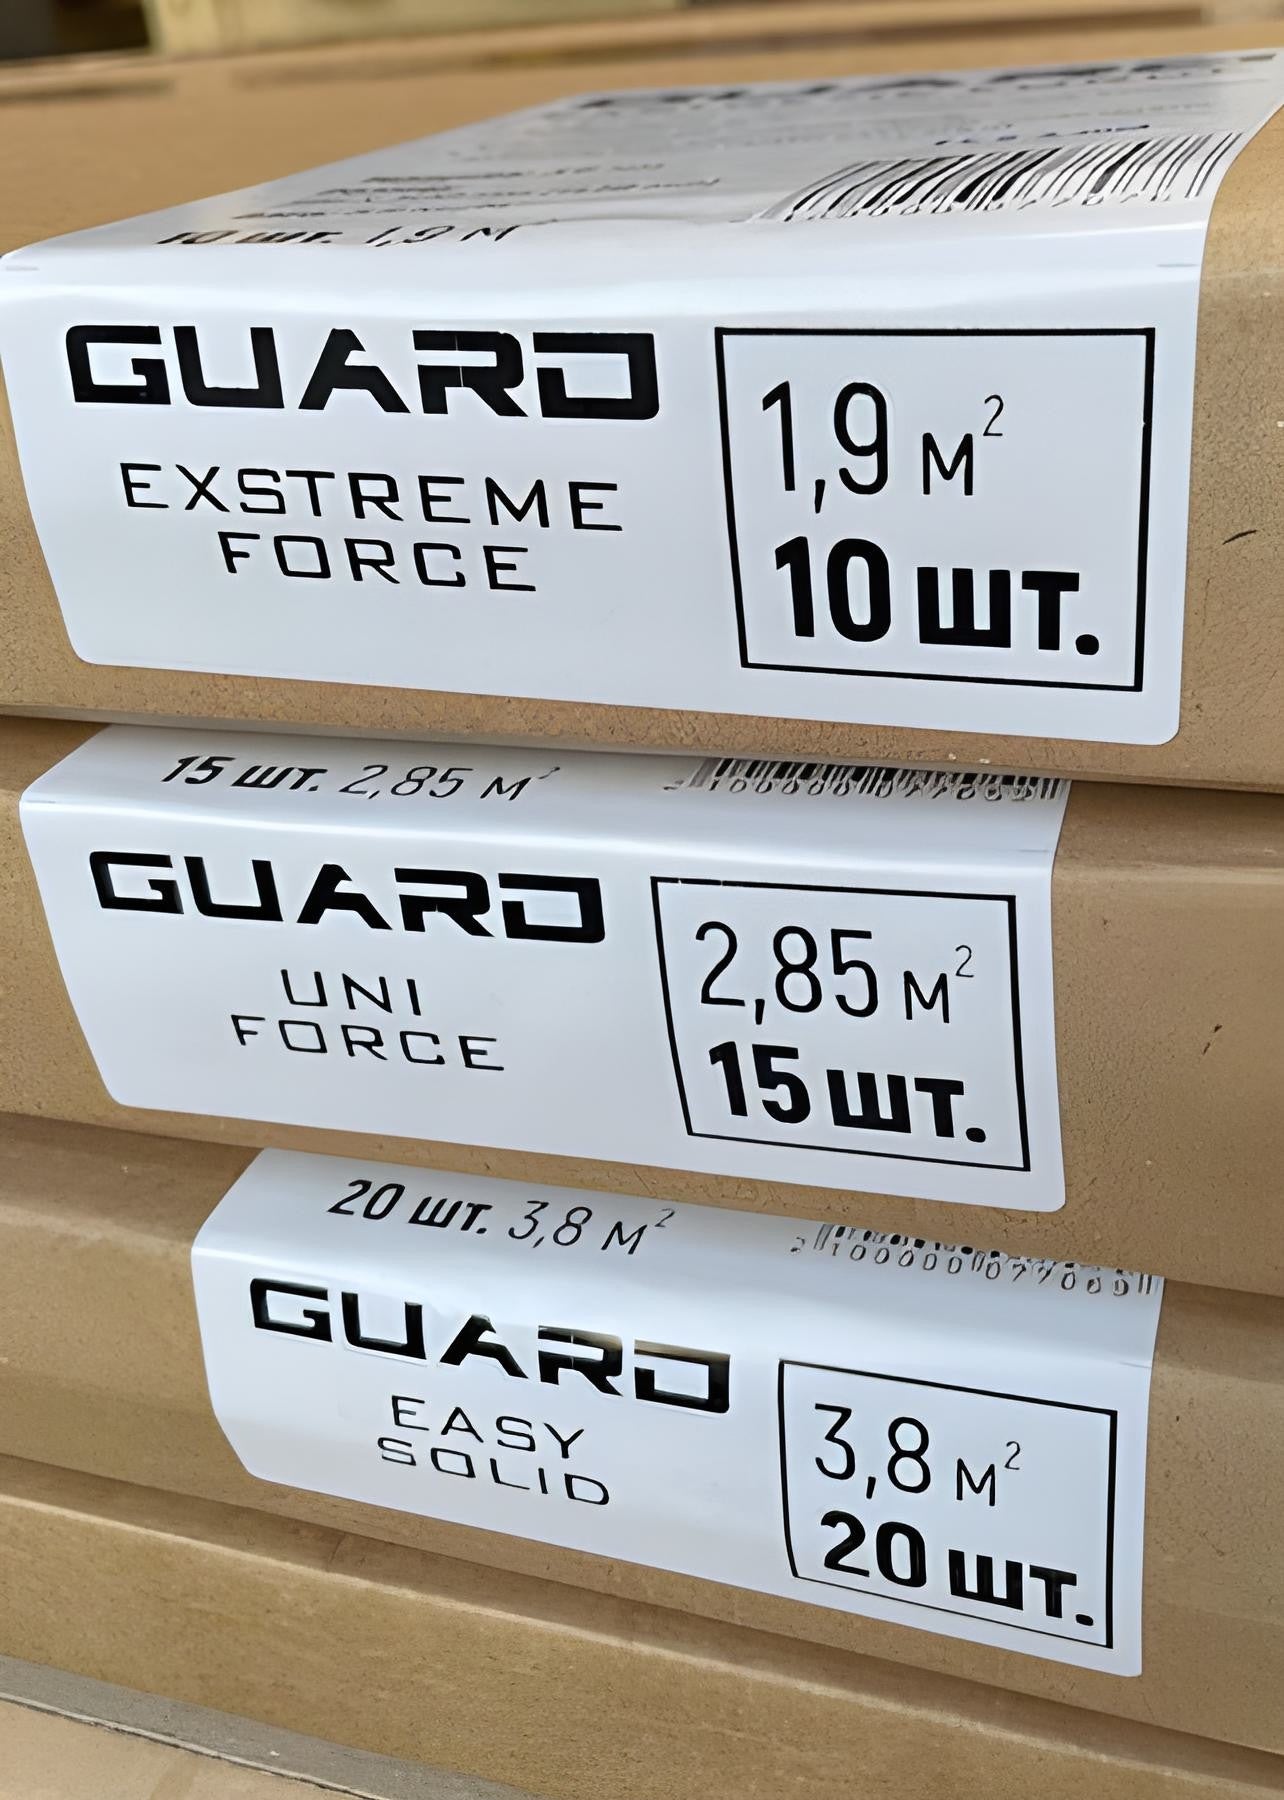 10 шт. 1,9 м
GUARD
EXSTREME
FORCE
1,9 м²
10 шт.
15 шт. 2,85 м²
GUARD
UNI
FORCE
2,85 м²
15 шт.
20 шт. 3,8 м²
GUARD
EASY
SOLID
3,8 м²
20 шт.